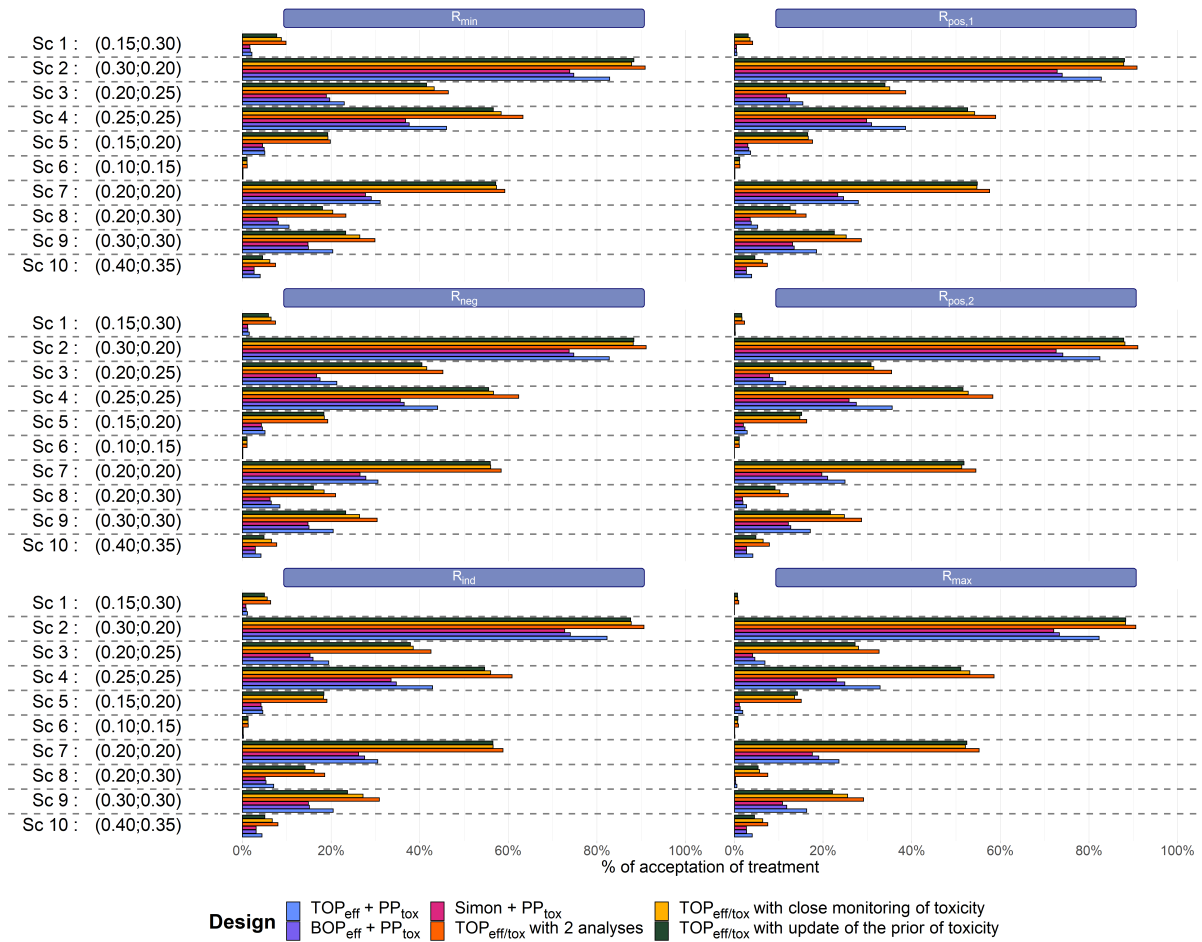 R_min R_pos,1
Sc 1 : (0.15;0.30)
Sc 2 : (0.30;0.20)
Sc 3 : (0.20;0.25)
Sc 4 : (0.25;0.25)
Sc 5 : (0.15;0.20)
Sc 6 : (0.10;0.15)
Sc 7 : (0.20;0.20)
Sc 8 : (0.20;0.30)
Sc 9 : (0.30;0.30)
Sc 10 : (0.40;0.35)
R_neg R_pos,2
Sc 1 : (0.15;0.30)
Sc 2 : (0.30;0.20)
Sc 3 : (0.20;0.25)
Sc 4 : (0.25;0.25)
Sc 5 : (0.15;0.20)
Sc 6 : (0.10;0.15)
Sc 7 : (0.20;0.20)
Sc 8 : (0.20;0.30)
Sc 9 : (0.30;0.30)
Sc 10 : (0.40;0.35)
R_ind R_max
Sc 1 : (0.15;0.30)
Sc 2 : (0.30;0.20)
Sc 3 : (0.20;0.25)
Sc 4 : (0.25;0.25)
Sc 5 : (0.15;0.20)
Sc 6 : (0.10;0.15)
Sc 7 : (0.20;0.20)
Sc 8 : (0.20;0.30)
Sc 9 : (0.30;0.30)
Sc 10 : (0.40;0.35)
0% 20% 40% 60% 80% 100% 0% 20% 40% 60% 80% 100%
% of acceptation of treatment
Design
TOP_eff + PP_tox Simon + PP_tox TOP_eff/tox with close monitoring of toxicity
BOP_eff + PP_tox TOP_eff/tox with 2 analyses TOP_eff/tox with update of the prior of toxicity